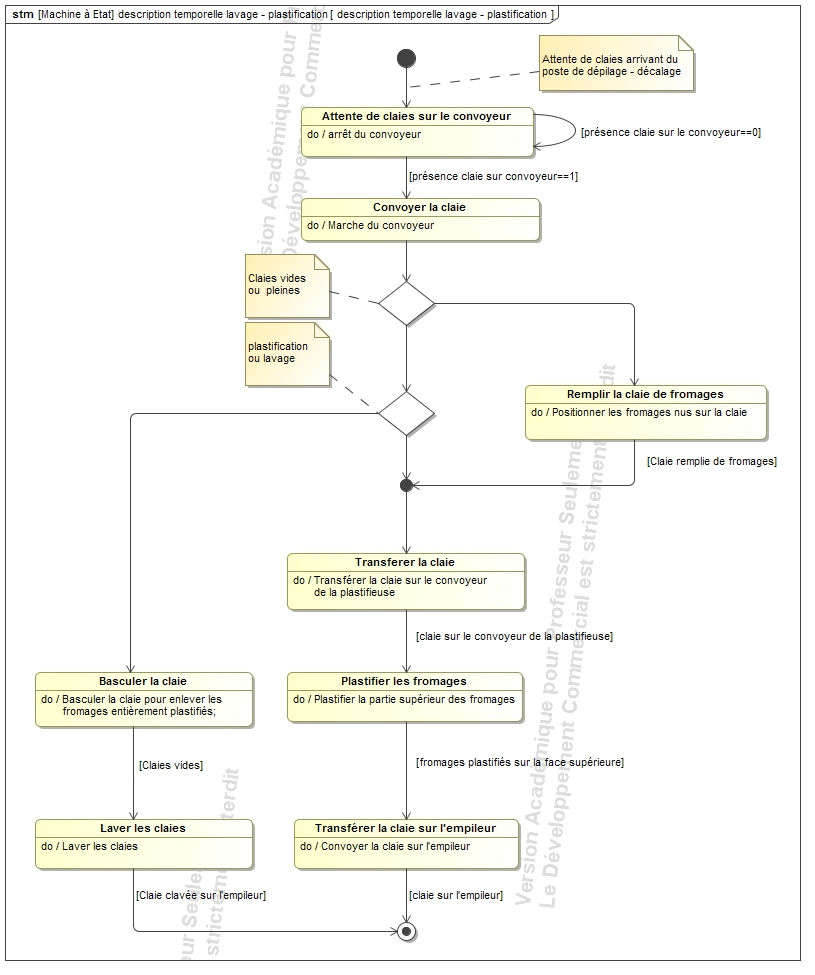 stm [Machine à Etat] description temporelle lavage - plastification [ description temporelle lavage - plastification ]
Attente de claies arrivant du
poste de dépilage - décalage
Attente de claies sur le convoyeur
do / arrêt du convoyeur
[présence claie sur le convoyeur==0]
[présence claie sur convoyeur==1]
Convoyer la claie
do / Marche du convoyeur
Claies vides
ou pleines
plastification
ou lavage
Remplir la claie de fromages
do / Positionner les fromages nus sur la claie
[Claie remplie de fromages]
Transferer la claie
do / Transférer la claie sur le convoyeur
de la plastifieuse
[claie sur le convoyeur de la plastifieuse]
Basculer la claie
do / Basculer la claie pour enlever les
fromages entièrement plastifiés;
Plastifier les fromages
do / Plastifier la partie supérieur des fromages
[Claies vides]
[fromages plastifiés sur la face supérieure]
Laver les claies
do / Laver les claies
Transférer la claie sur l'empileur
do / Convoyer la claie sur l'empileur
[Claie clavée sur l'empileur]
[claie sur l'empileur]
Version Académique pour Professeur Seuleme
Le Développement Commercial est strictement